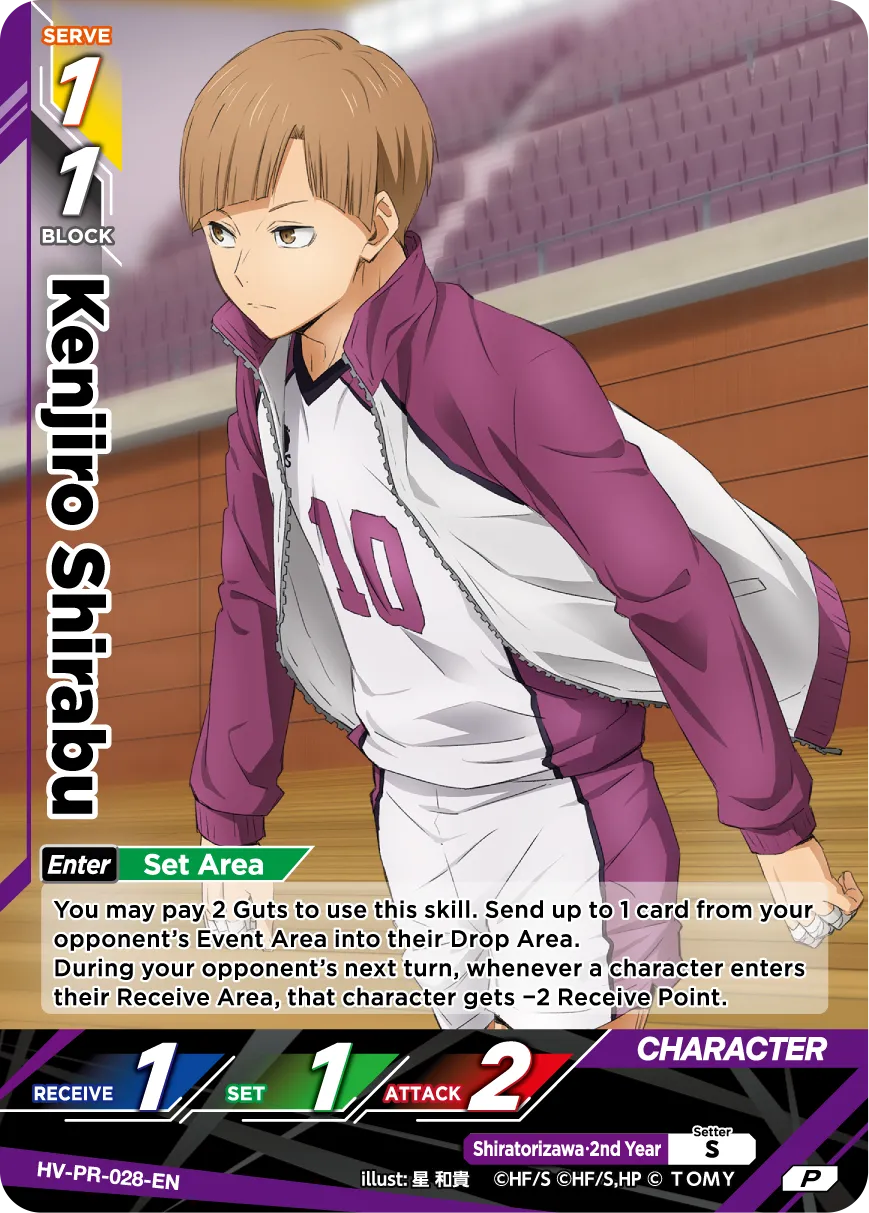 SERVE
1
1
BLOCK
Kenjiro Shirabu
10
Enter Set Area
You may pay 2 Guts to use this skill. Send up to 1 card from your
opponent's Event Area into their Drop Area.
During your opponent's next turn, whenever a character enters
their Receive Area, that character gets −2 Receive Point.
CHARACTER
RECEIVE 1 SET 1 ATTACK 2
Setter
Shiratorizawa·2nd Year S
HV-PR-028-EN
illust: 星 和貴 ©HF/S ©HF/S,HP © TOMY
P